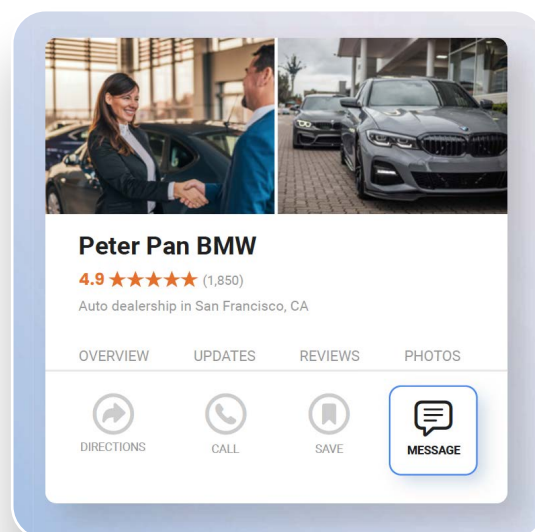 Peter Pan BMW
4.9 ★★★★★ (1,850)
Auto dealership in San Francisco, CA
OVERVIEW UPDATES REVIEWS PHOTOS
DIRECTIONS CALL SAVE MESSAGE